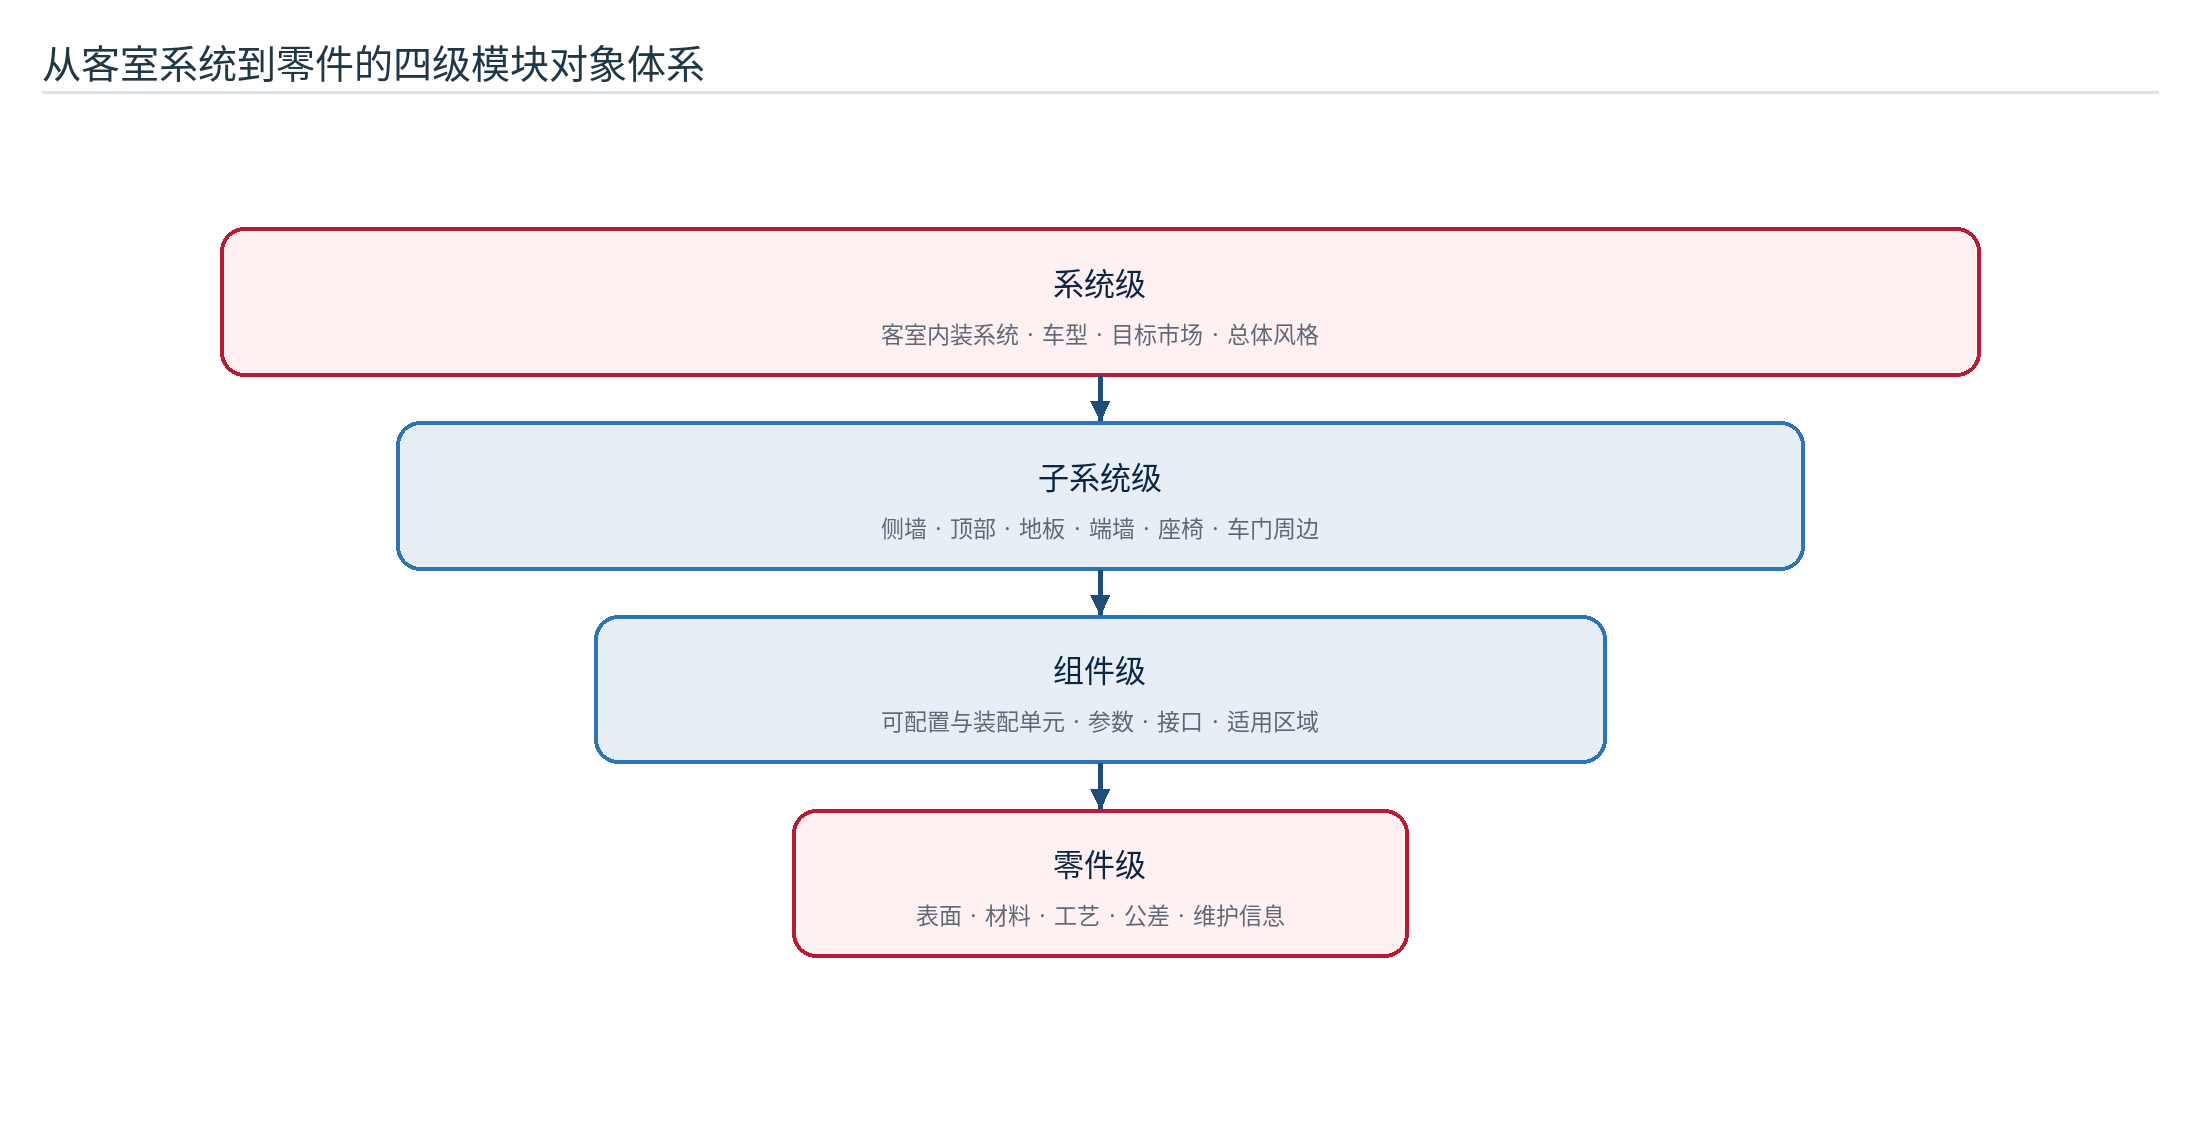 从客室系统到零件的四级模块对象体系
系统级
客室内装系统 · 车型 · 目标市场 · 总体风格
子系统级
侧墙 · 顶部 · 地板 · 端墙 · 座椅 · 车门周边
组件级
可配置与装配单元 · 参数 · 接口 · 适用区域
零件级
表面 · 材料 · 工艺 · 公差 · 维护信息